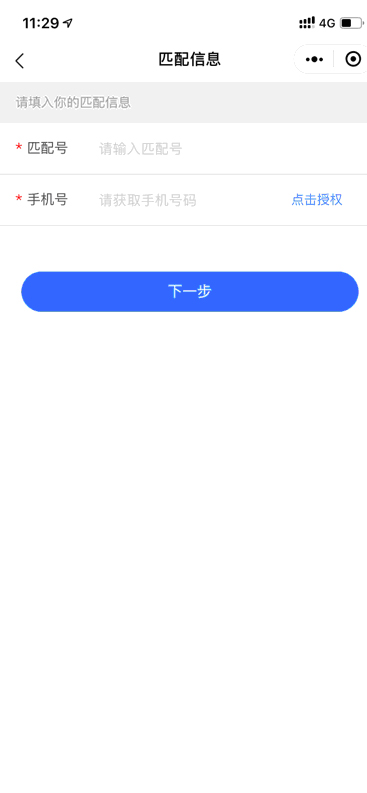 11:29 4G
匹配信息
请填入你的匹配信息
* 匹配号 请输入匹配号
* 手机号 请获取手机号码 点击授权
下一步